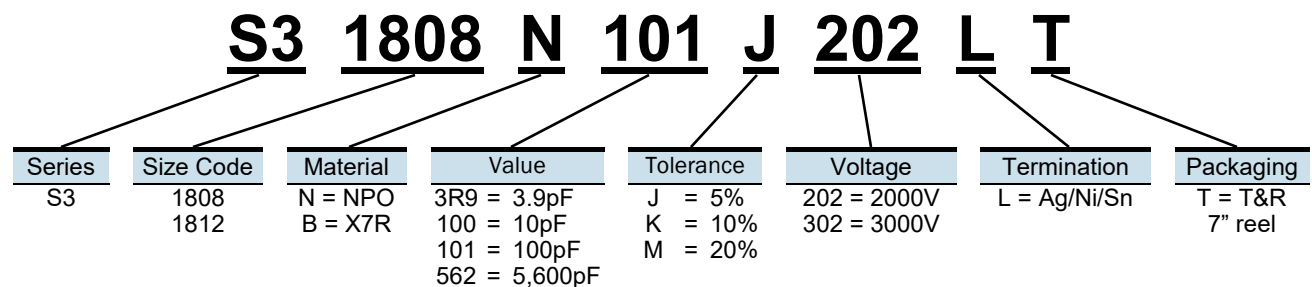 S3 1808 N 101 J 202 L T
Series Size Code Material Value Tolerance Voltage Termination Packaging
S3 1808 N = NPO 3R9 = 3.9pF J = 5% 202 = 2000V L = Ag/Ni/Sn T = T&R
1812 B = X7R 100 = 10pF K = 10% 302 = 3000V 7” reel
101 = 100pF M = 20%
562 = 5,600pF